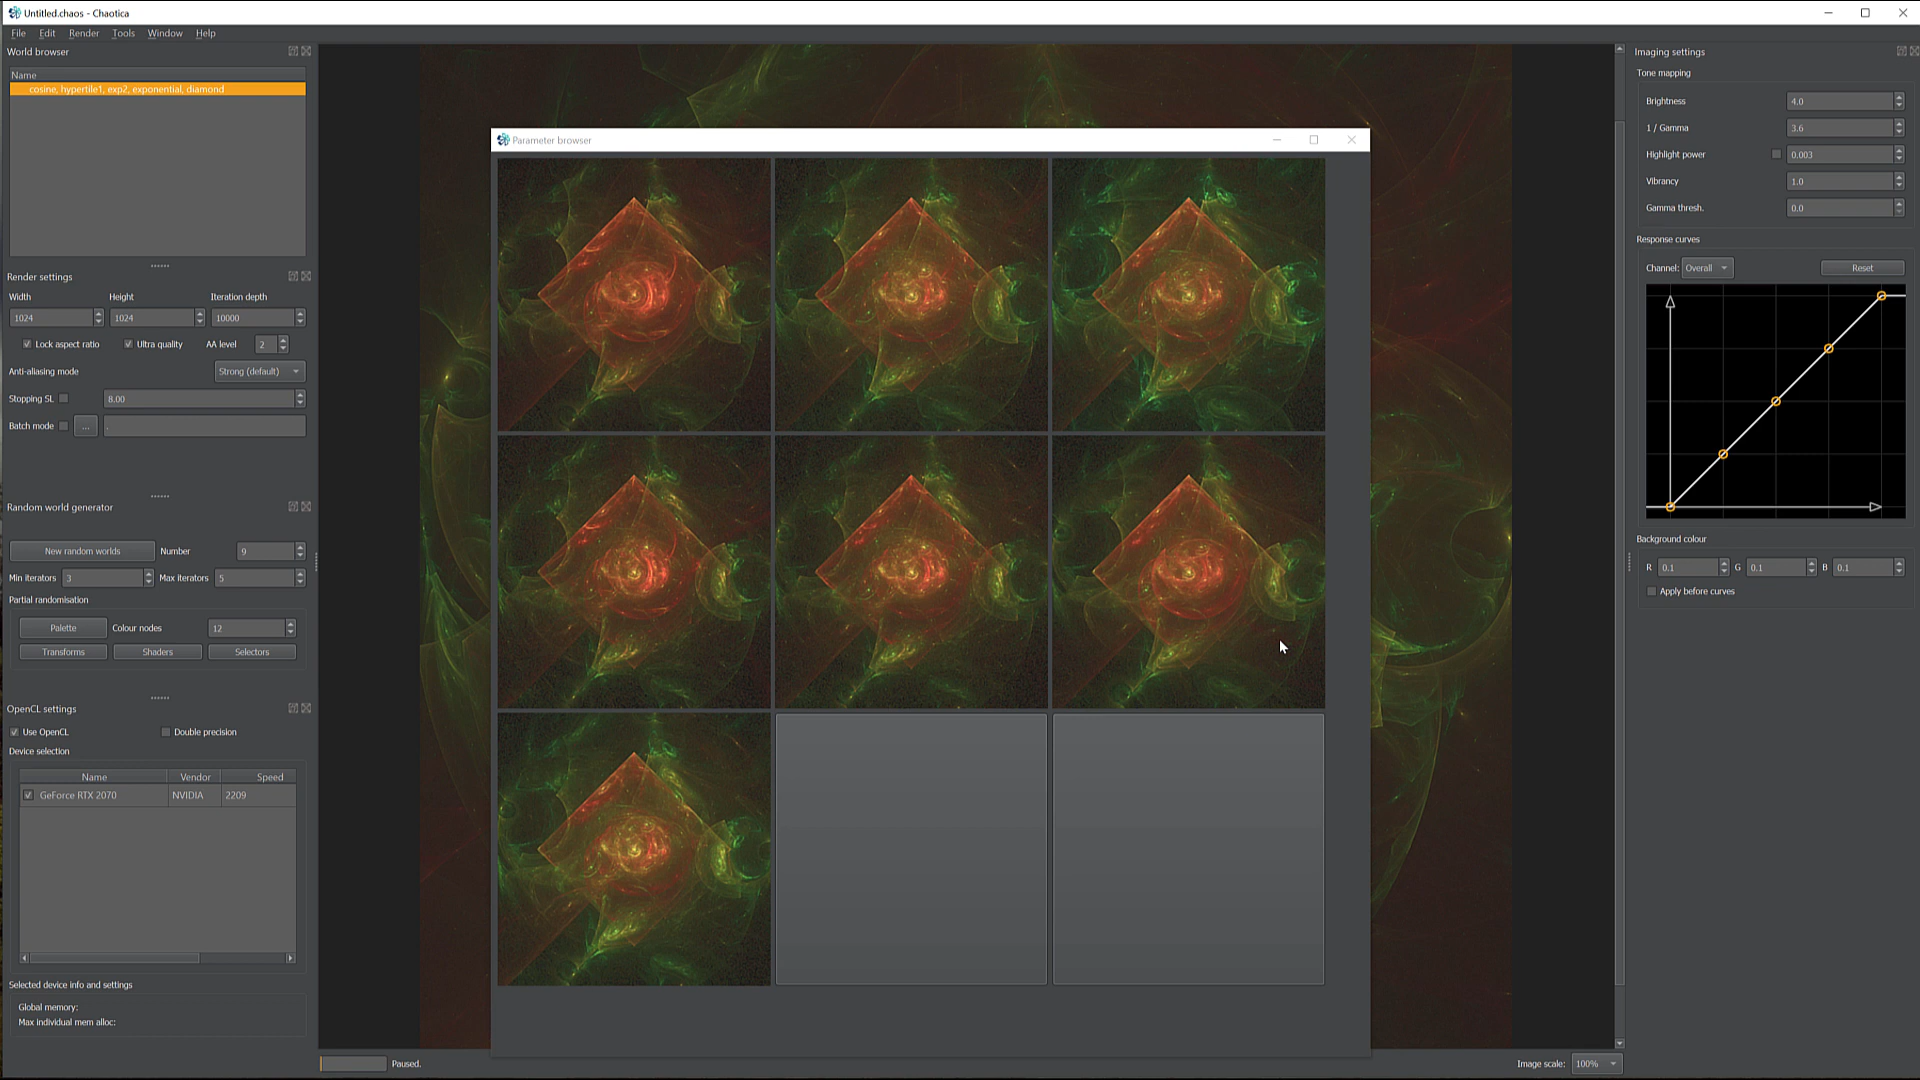 Untitled.chaos - Chaotica
File Edit Render Tools Window Help
World browser
Name
cosine, hypertile1, exp2, exponential, diamond
Render settings
Width Height Iteration depth
1024 1024 10000
Lock aspect ratio Ultra quality AA level 2
Anti-aliasing mode Strong (default)
Stopping SL 8.00
Batch mode ... .
Random world generator
New random worlds Number 9
Min iterators 3 Max iterators 5
Partial randomisation
Palette Colour nodes 12
Transforms Shaders Selectors
OpenCL settings
Use OpenCL Double precision
Device selection
Name Vendor Speed
GeForce RTX 2070 NVIDIA 2209
Selected device info and settings
Global memory:
Max individual mem alloc:
Parameter browser
Paused.
Image scale: 100%
Imaging settings
Tone mapping
Brightness 4.0
1 / Gamma 3.6
Highlight power 0.003
Vibrancy 1.0
Gamma thresh. 0.0
Response curves
Channel: Overall Reset
Background colour
R 0.1 G 0.1 B 0.1
Apply before curves